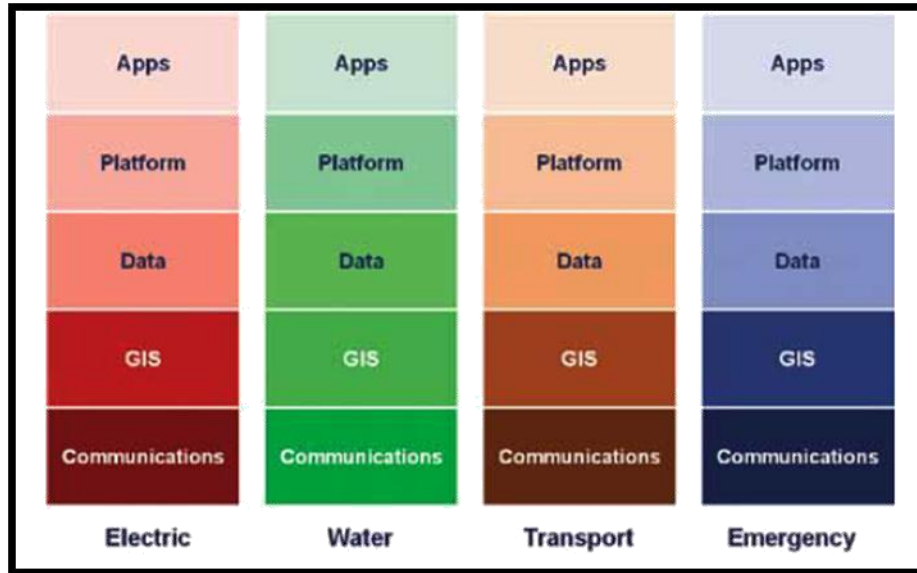 Apps Apps Apps Apps
Platform Platform Platform Platform
Data Data Data Data
GIS GIS GIS GIS
Communications Communications Communications Communications
Electric Water Transport Emergency